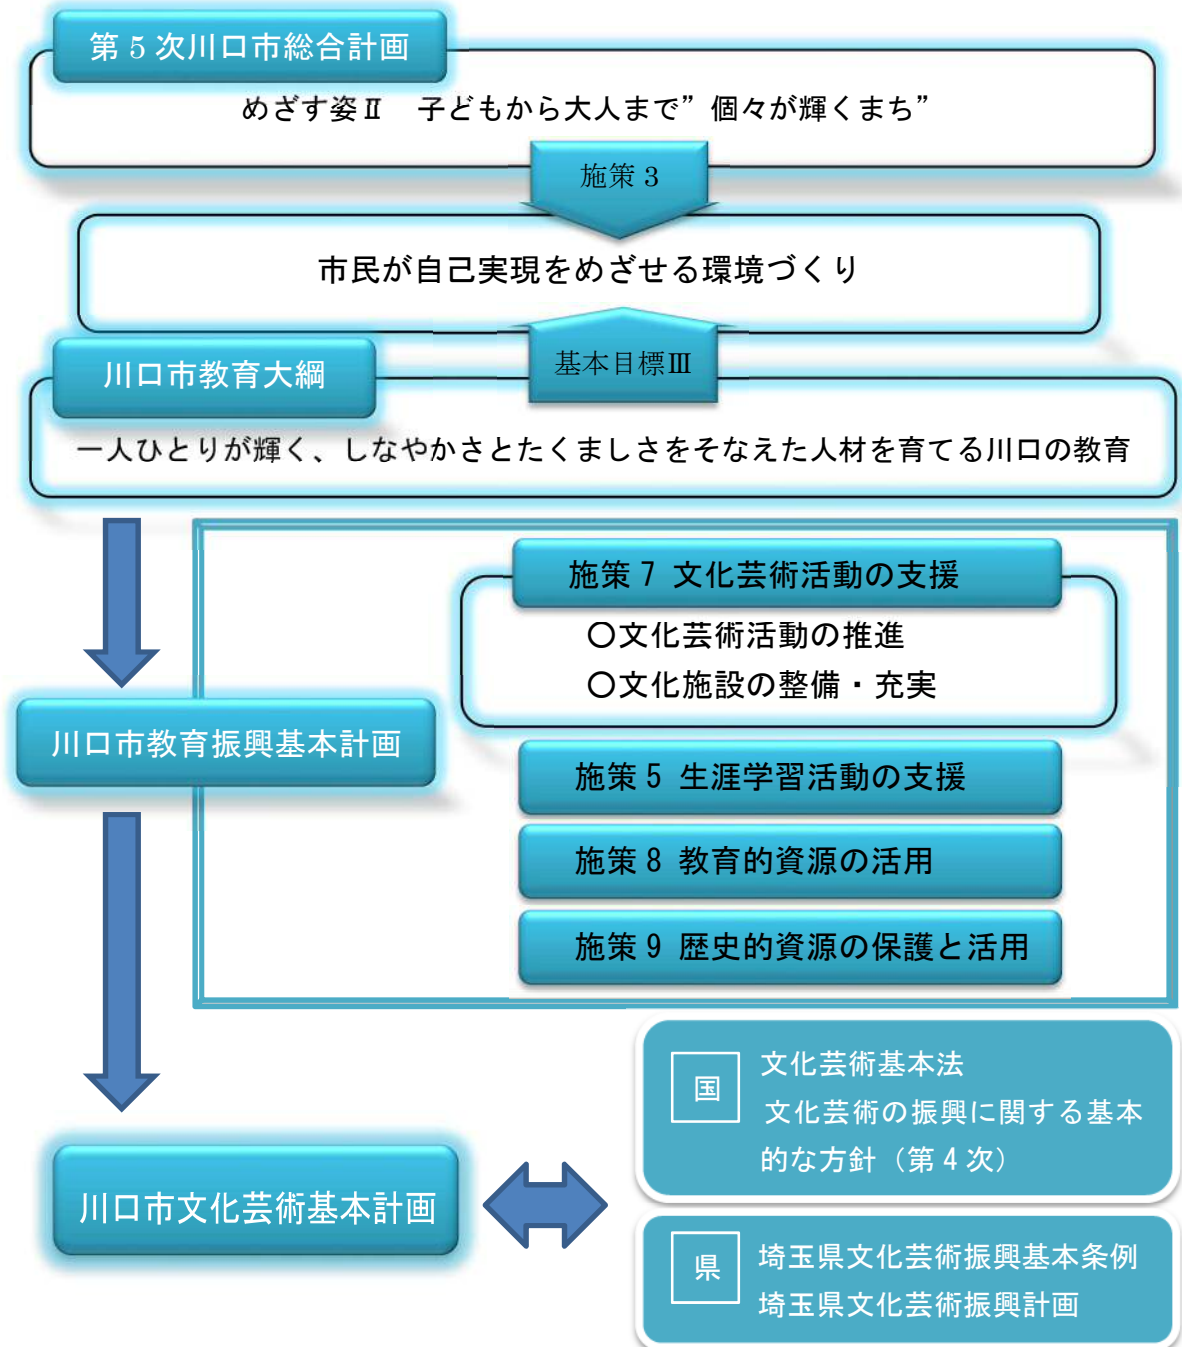 第５次川口市総合計画
めざす姿Ⅱ　子どもから大人まで”個々が輝くまち”
施策３
市民が自己実現をめざせる環境づくり
基本目標Ⅲ
川口市教育大綱
一人ひとりが輝く、しなやかさとたくましさをそなえた人材を育てる川口の教育
施策７ 文化芸術活動の支援
○文化芸術活動の推進
○文化施設の整備・充実
川口市教育振興基本計画
施策５ 生涯学習活動の支援
施策８ 教育的資源の活用
施策９ 歴史的資源の保護と活用
国
文化芸術基本法
文化芸術の振興に関する基本
的な方針（第４次）
川口市文化芸術基本計画
県
埼玉県文化芸術振興基本条例
埼玉県文化芸術振興計画